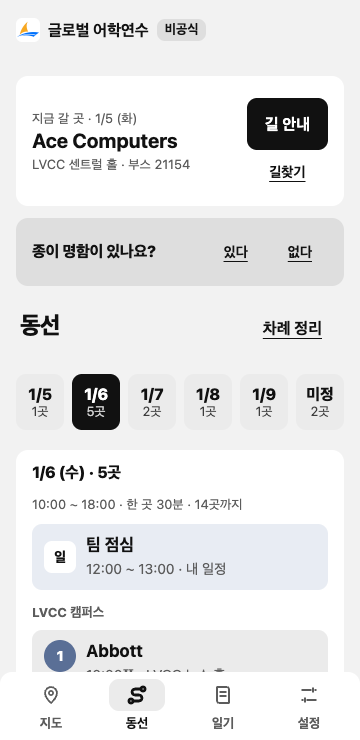 글로벌 어학연수 비공식
지금 갈 곳 · 1/5 (화)
Ace Computers
LVCC 센트럴 홀 · 부스 21154
길 안내
길찾기
종이 명함이 있나요? 있다 없다
동선 차례 정리
1/5 1/6 1/7 1/8 1/9 미정
1곳 5곳 2곳 1곳 1곳 2곳
1/6 (수) · 5곳
10:00 ~ 18:00 · 한 곳 30분 · 14곳까지
일 팀 점심
12:00 ~ 13:00 · 내 일정
LVCC 캠퍼스
1 Abbott
지도 동선 일기 설정